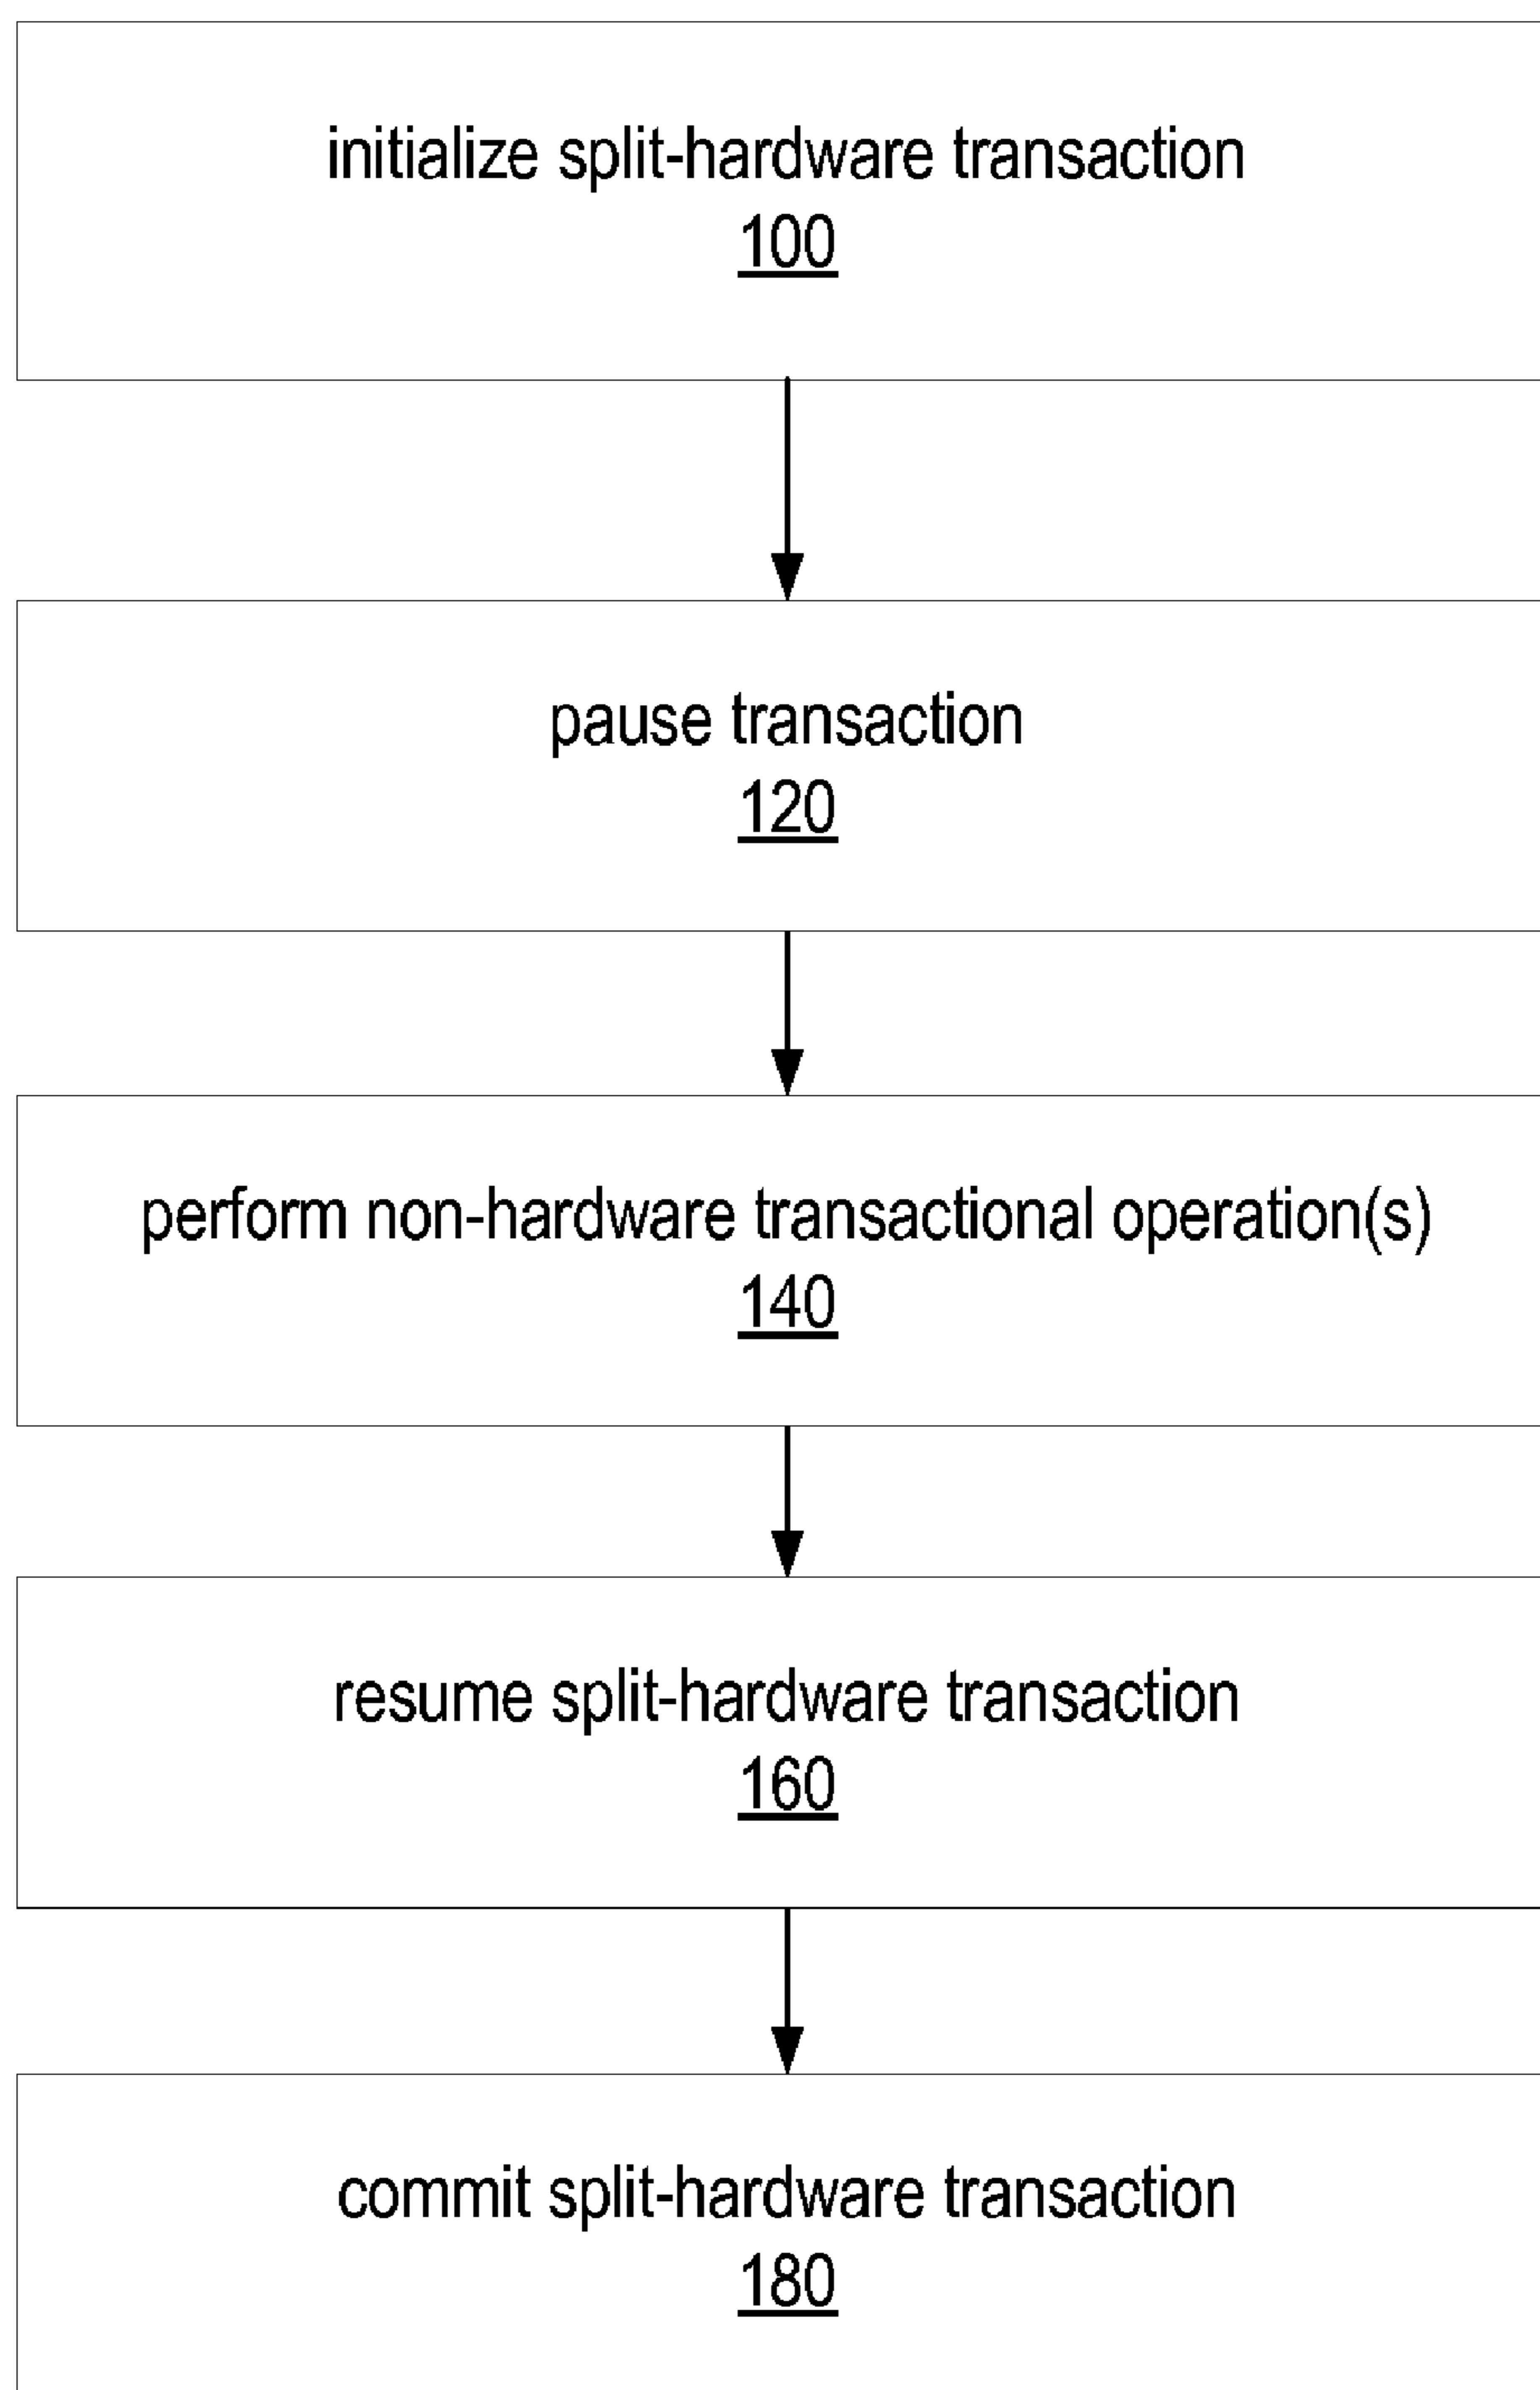 initialize split-hardware transaction
100
pause transaction
120
perform non-hardware transactional operation(s)
140
resume split-hardware transaction
160
commit split-hardware transaction
180